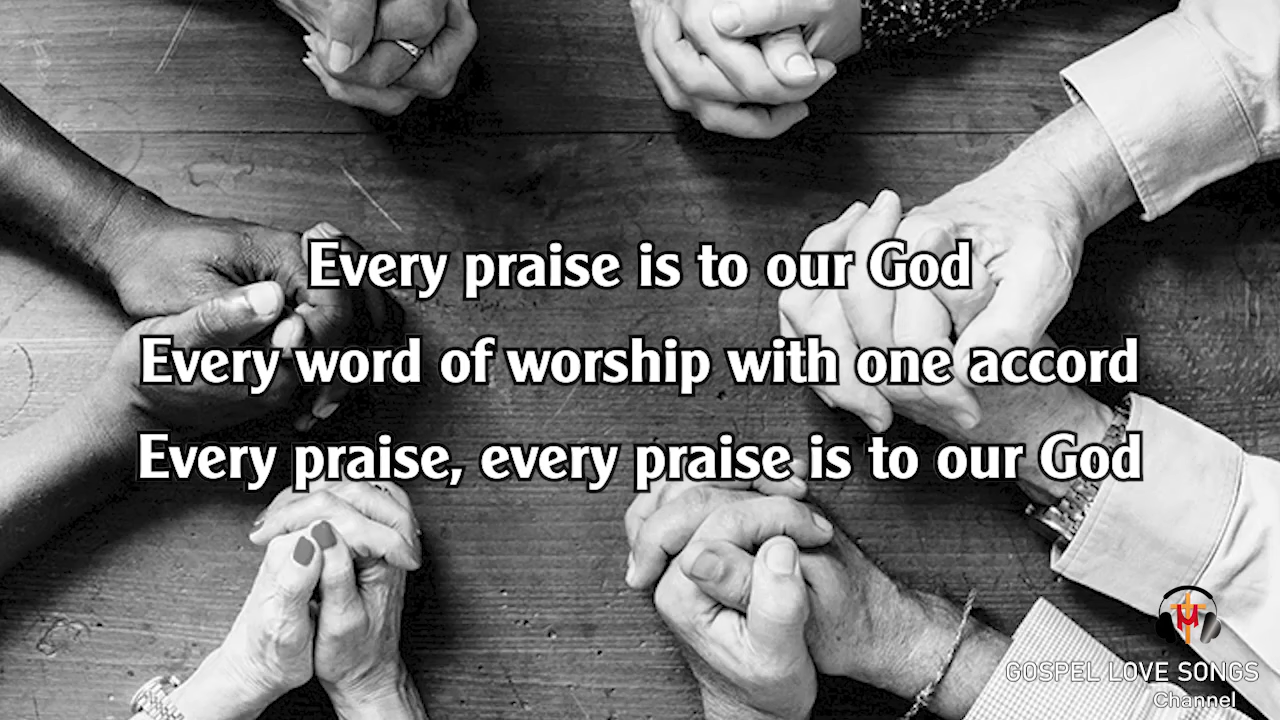 Every praise is to our God
Every word of worship with one accord
Every praise, every praise is to our God
GOSPEL LOVE SONGS
Channel